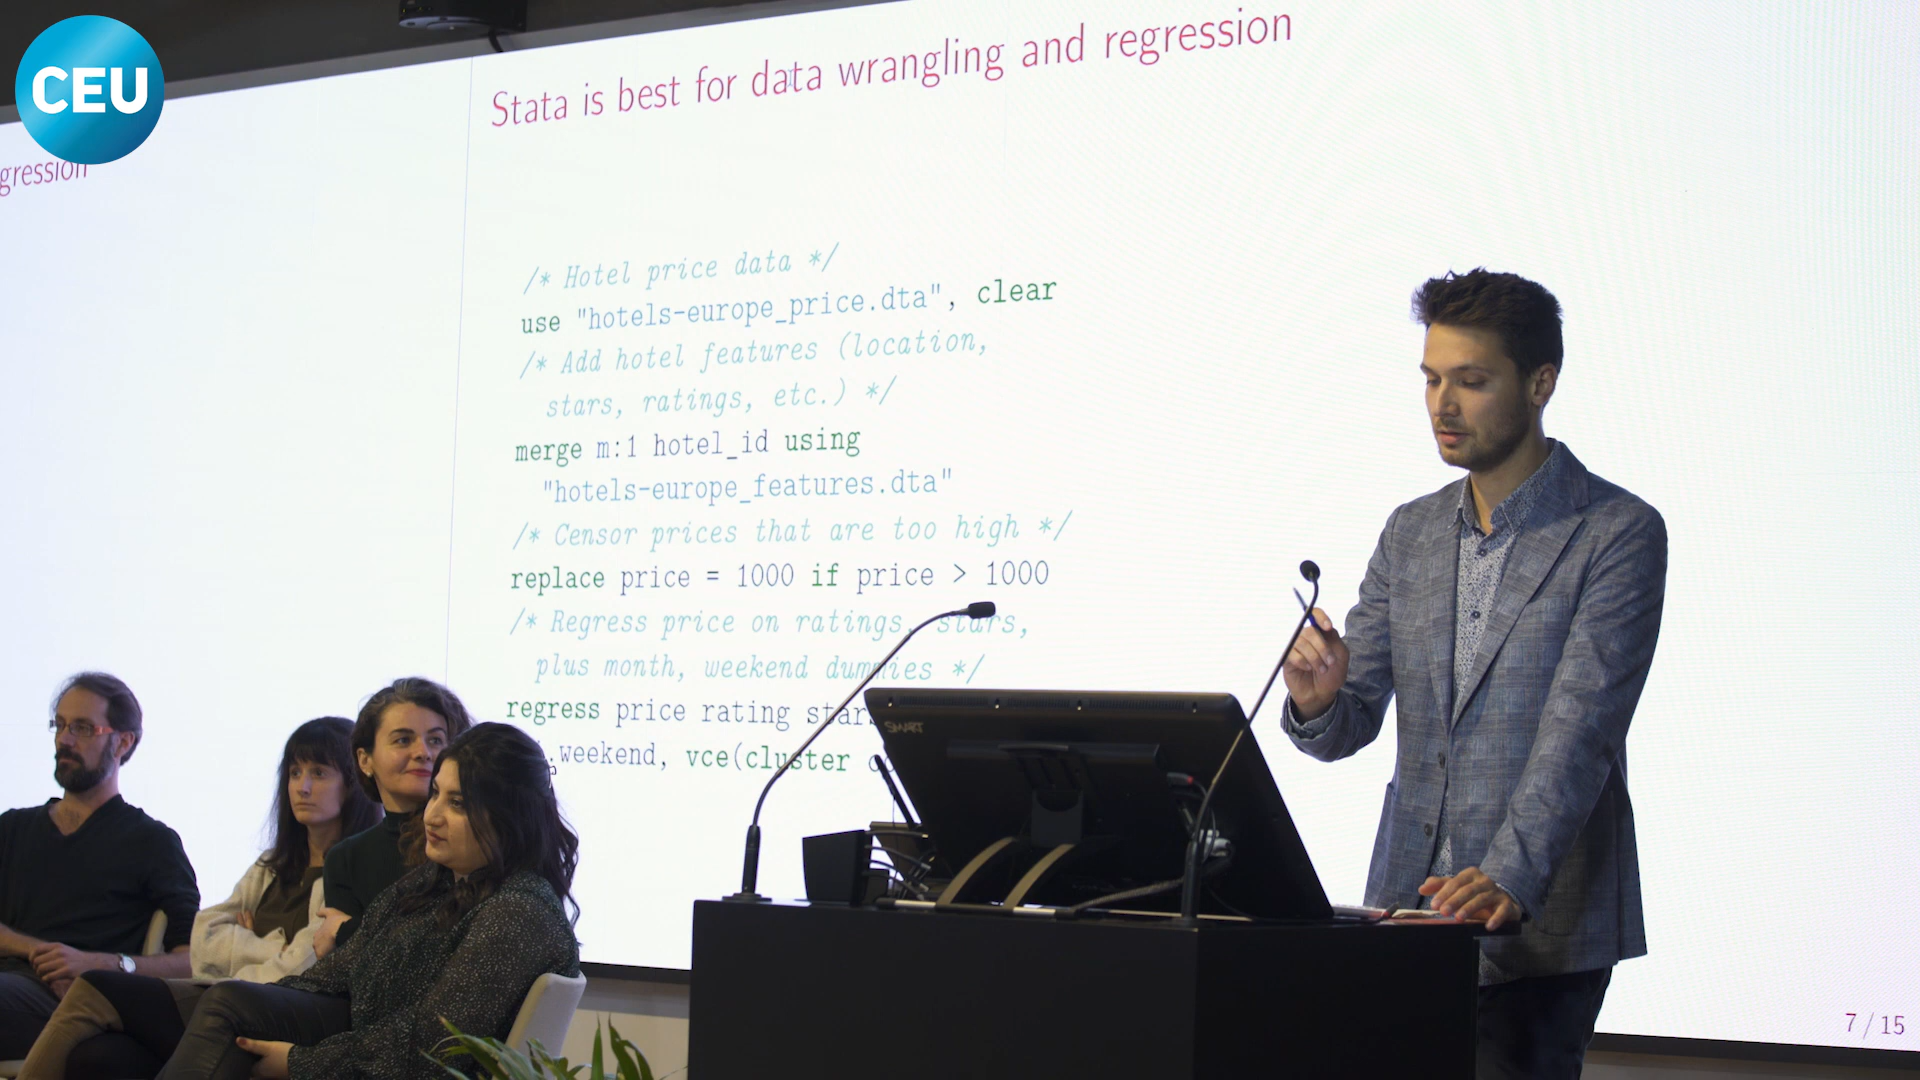 CEU
gression
Stata is best for data wrangling and regression
/* Hotel price data */
use "hotels-europe_price.dta", clear
/* Add hotel features (location,
stars, ratings, etc.) */
merge m:1 hotel_id using
"hotels-europe_features.dta"
/* Censor prices that are too high */
replace price = 1000 if price > 1000
/* Regress price on ratings, stars,
plus month, weekend dummies */
regress price rating stars
.weekend, vce(cluster
SMART
7 / 15